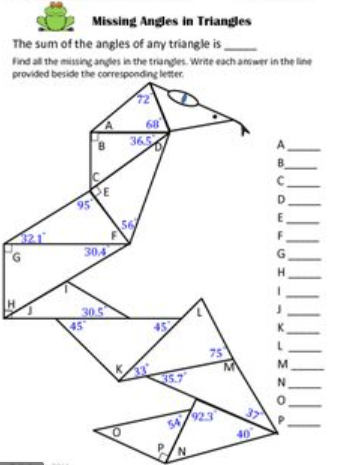 Missing Angles in Triangles
The sum of the angles of any triangle is _____
Find all the missing angles in the triangles. Write each answer in the line
provided beside the corresponding letter.
72°
A 68°
B 36.5° D
C
E
95°
56°
32.1° F
G 30.4°
H J I 30.5°
45° 45° L
75°
K 33° M
35.7°
54° 92.3° 37°
O
P N 40°
A_____
B_____
C_____
D_____
E_____
F_____
G_____
H_____
I_____
J_____
K_____
L_____
M_____
N_____
O_____
P_____